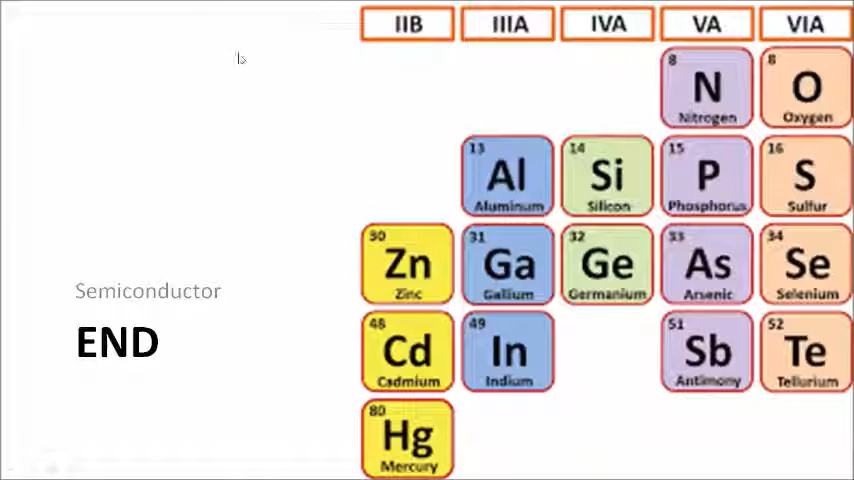 IIB IIIA IVA VA VIA
8 8
N O
Nitrogen Oxygen
13 14 15 16
Al Si P S
Aluminum Silicon Phosphorus Sulfur
30 31 32 33 34
Zn Ga Ge As Se
Zinc Gallium Germanium Arsenic Selenium
Semiconductor
END
48 49 51 52
Cd In Sb Te
Cadmium Indium Antimony Tellurium
80
Hg
Mercury